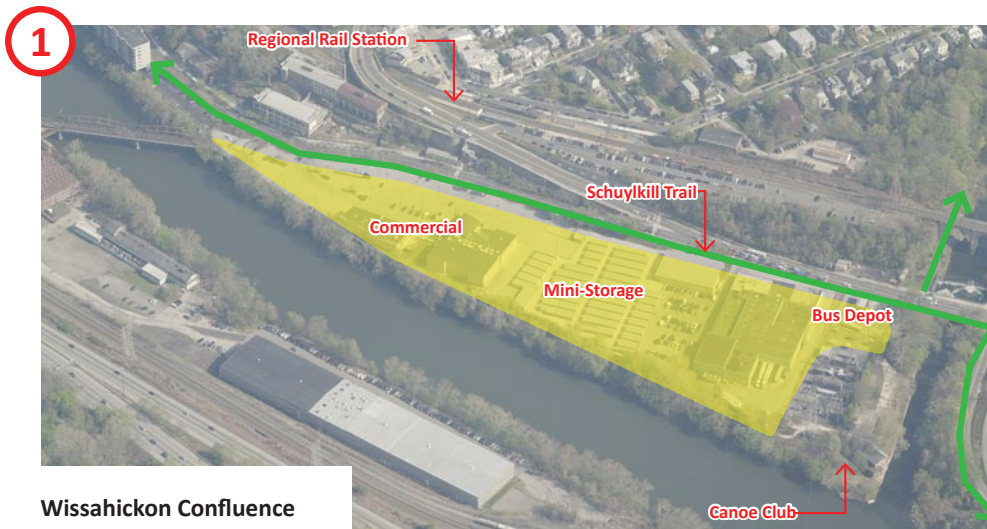 1
Regional Rail Station
Schuylkill Trail
Commercial
Mini-Storage
Bus Depot
Canoe Club
Wissahickon Confluence